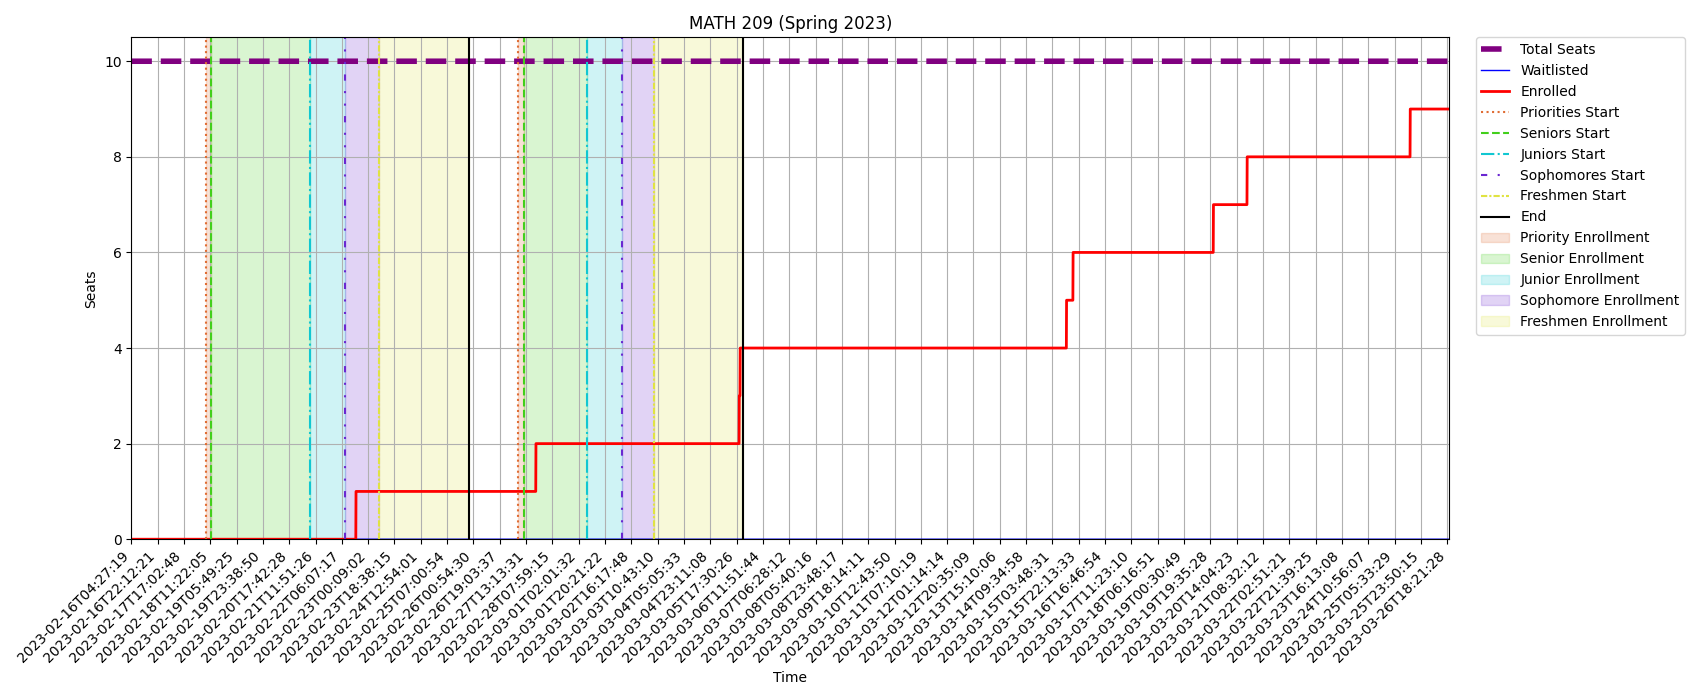 MATH 209 (Spring 2023)
Seats
10
8
6
4
2
0
2023-02-16T04:27:19
2023-02-16T22:12:21
2023-02-17T17:02:48
2023-02-18T11:22:05
2023-02-19T05:49:25
2023-02-19T23:38:50
2023-02-20T17:42:28
2023-02-21T11:51:26
2023-02-22T06:07:17
2023-02-23T00:09:02
2023-02-23T18:38:15
2023-02-24T12:54:01
2023-02-25T07:00:54
2023-02-26T00:54:30
2023-02-26T19:03:37
2023-02-27T13:13:31
2023-02-28T07:59:15
2023-03-01T02:01:32
2023-03-01T20:21:22
2023-03-02T16:17:48
2023-03-03T10:43:10
2023-03-04T05:05:33
2023-03-04T23:11:08
2023-03-05T17:30:26
2023-03-06T11:51:44
2023-03-07T06:28:12
2023-03-08T05:40:16
2023-03-08T23:48:17
2023-03-09T18:14:11
2023-03-10T12:43:50
2023-03-11T07:10:19
2023-03-12T01:14:14
2023-03-12T20:35:09
2023-03-13T15:10:06
2023-03-14T09:34:58
2023-03-15T03:48:31
2023-03-15T22:13:33
2023-03-16T16:46:54
2023-03-17T11:23:10
2023-03-18T06:16:51
2023-03-19T00:30:49
2023-03-19T19:35:28
2023-03-20T14:04:23
2023-03-21T08:32:12
2023-03-22T02:51:21
2023-03-22T21:39:25
2023-03-23T16:13:08
2023-03-24T10:56:07
2023-03-25T05:33:29
2023-03-25T23:50:15
2023-03-26T18:21:28
Time
Total Seats
Waitlisted
Enrolled
Priorities Start
Seniors Start
Juniors Start
Sophomores Start
Freshmen Start
End
Priority Enrollment
Senior Enrollment
Junior Enrollment
Sophomore Enrollment
Freshmen Enrollment